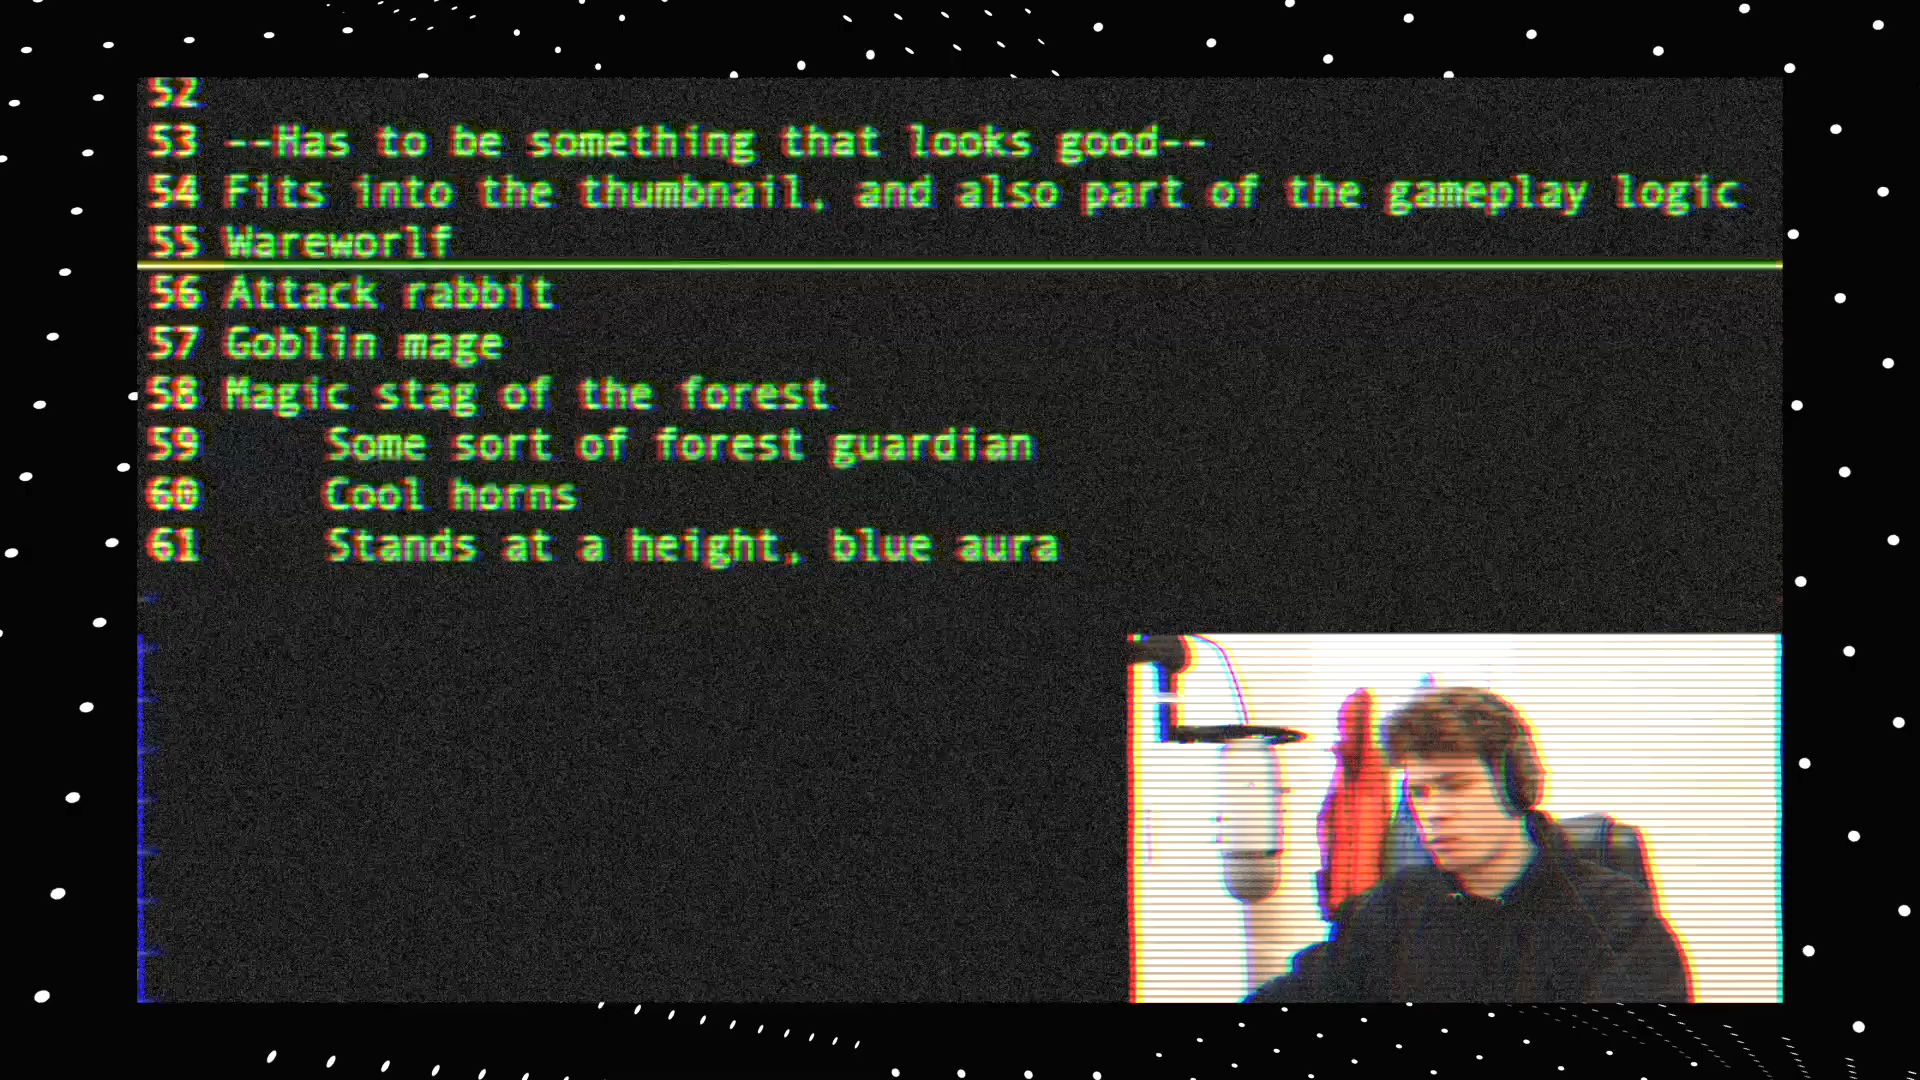 52
53 --Has to be something that looks good--
54 Fits into the thumbnail, and also part of the gameplay logic
55 Wareworlf
56 Attack rabbit
57 Goblin mage
58 Magic stag of the forest
59 Some sort of forest guardian
60 Cool horns
61 Stands at a height, blue aura